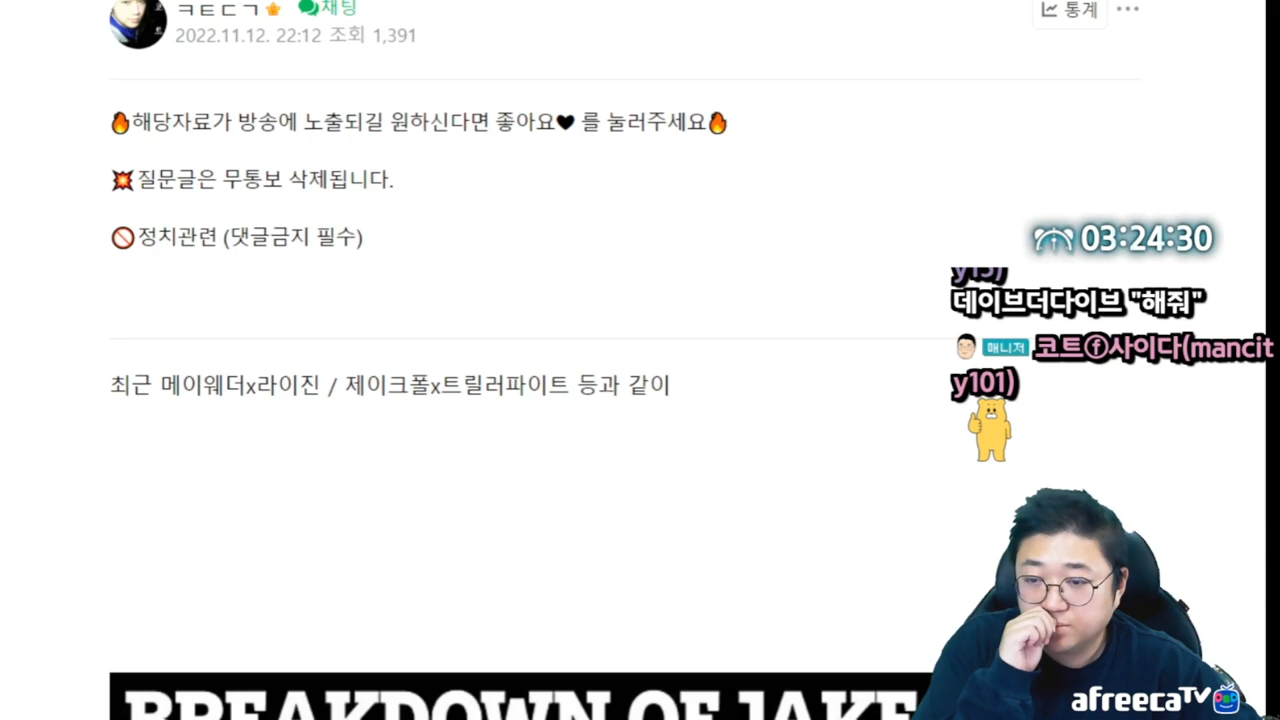 ㅋㅌㄷㄱ 채팅
2022.11.12. 22:12 조회 1,391
통계
🔥해당자료가 방송에 노출되길 원하신다면 좋아요🖤 를 눌러주세요🔥
💥질문글은 무통보 삭제됩니다.
🚫정치관련 (댓글금지 필수)
03:24:30
데이브더다이브 "해줘"
매니저 코트ⓕ사이다(mancit
y101)
최근 메이웨더x라이진 / 제이크폴x트릴러파이트 등과 같이
BREAKDOWN OF JAKE
afreecaTV